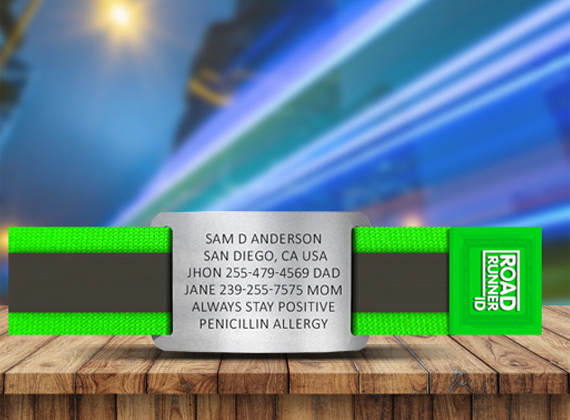 SAM D ANDERSON
SAN DIEGO, CA USA
JHON 255-479-4569 DAD
JANE 239-255-7575 MOM
ALWAYS STAY POSITIVE
PENICILLIN ALLERGY
ROAD
RUNNER
ID